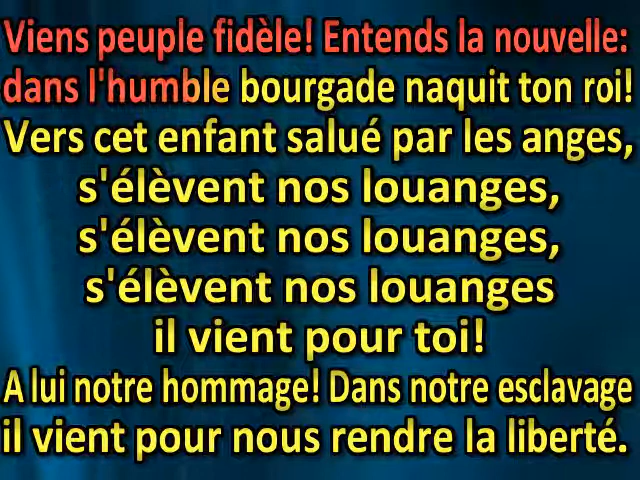 Viens peuple fidèle! Entends la nouvelle:
dans l'humble bourgade naquit ton roi!
Vers cet enfant salué par les anges,
s'élèvent nos louanges,
s'élèvent nos louanges,
s'élèvent nos louanges
il vient pour toi!
A lui notre hommage! Dans notre esclavage
il vient pour nous rendre la liberté.